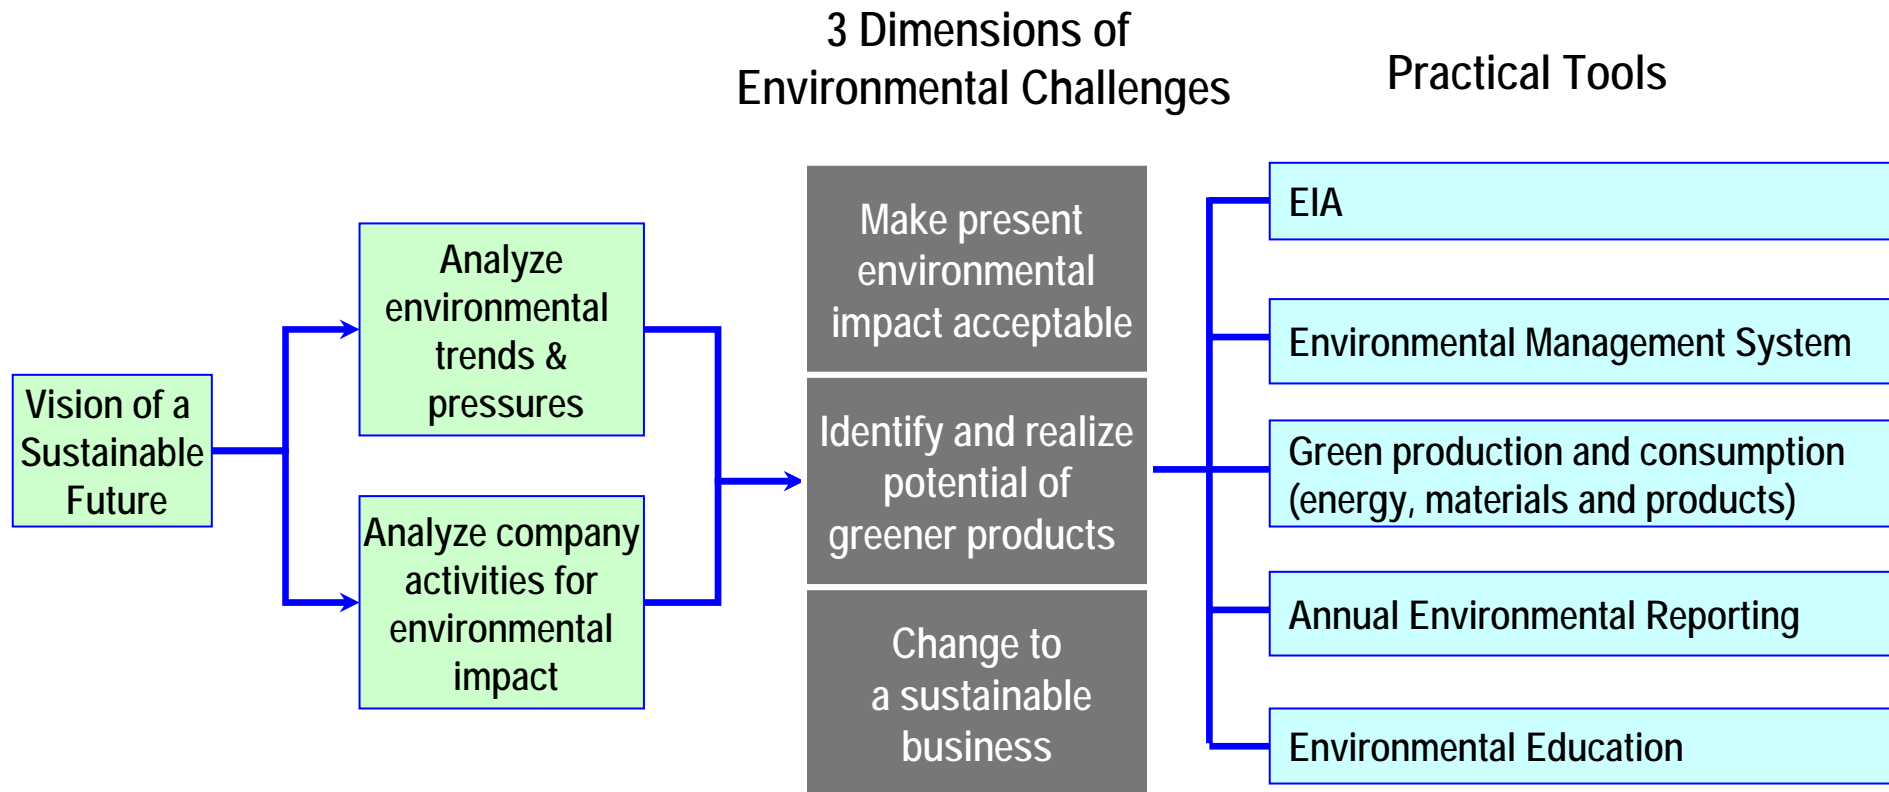 3 Dimensions of
Environmental Challenges
Practical Tools
Vision of a
Sustainable
Future
Analyze
environmental
trends &
pressures
Analyze company
activities for
environmental
impact
Make present
environmental
impact acceptable
Identify and realize
potential of
greener products
Change to
a sustainable
business
EIA
Environmental Management System
Green production and consumption
(energy, materials and products)
Annual Environmental Reporting
Environmental Education